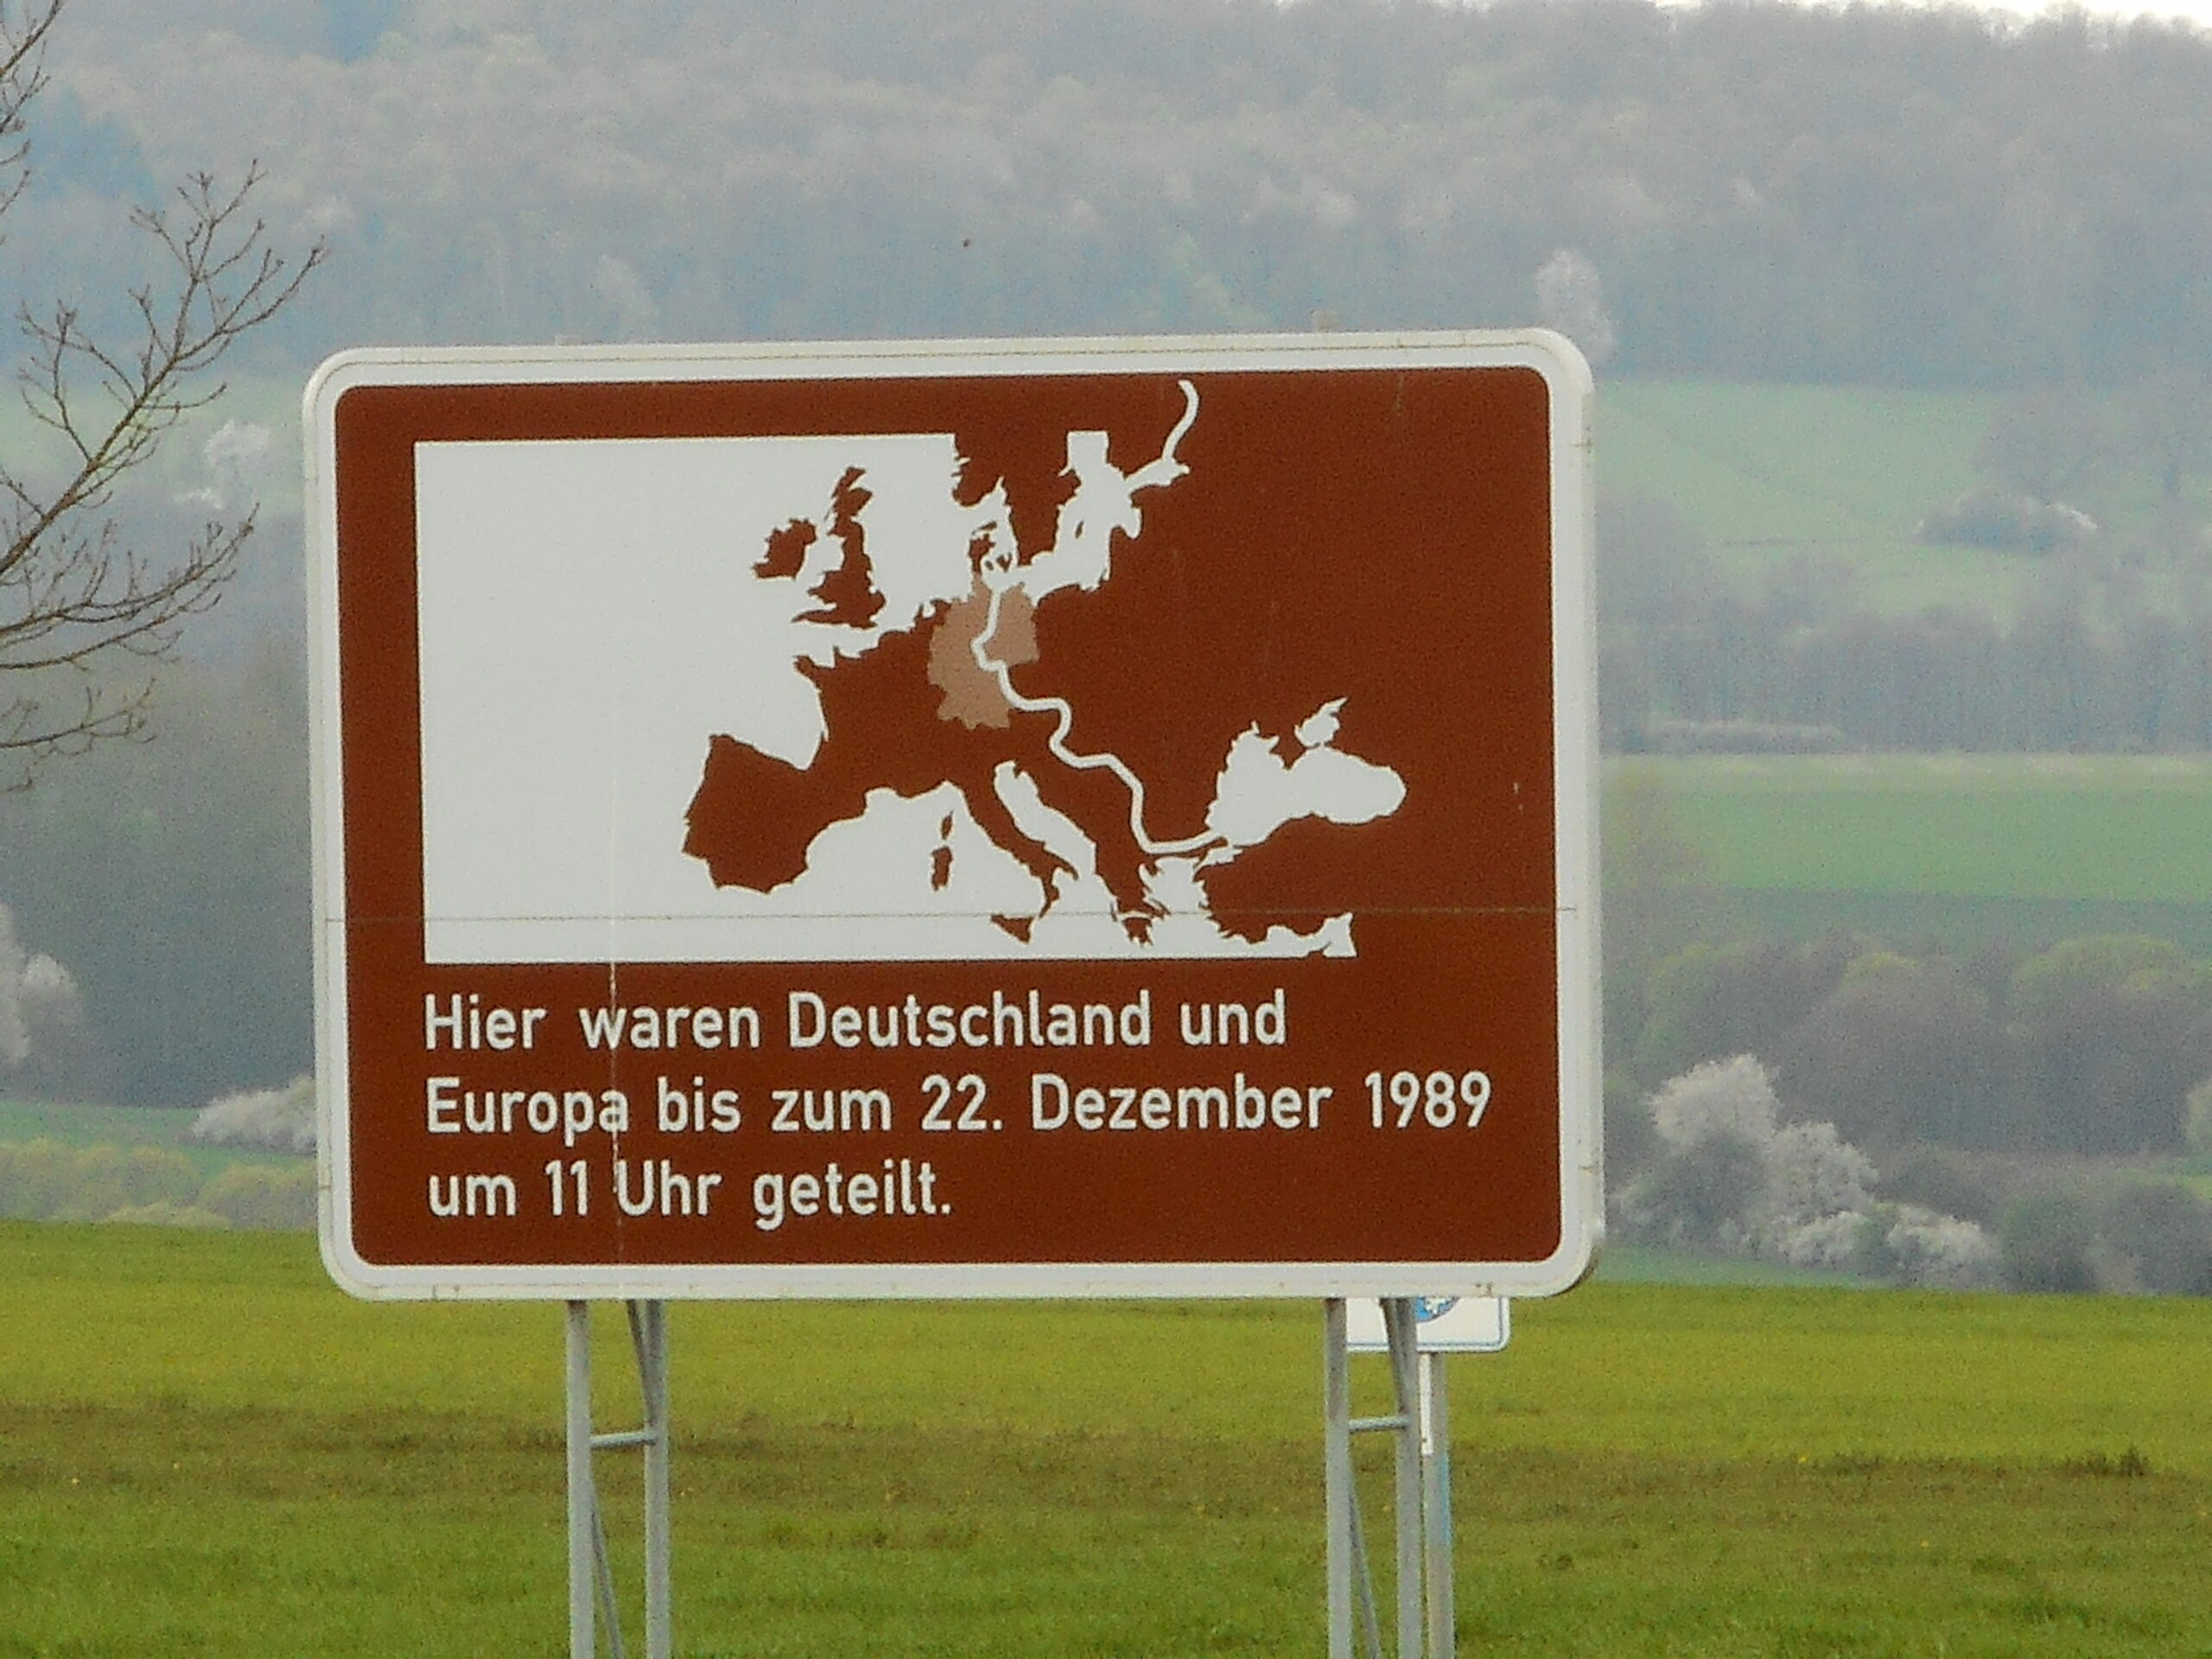 Hier waren Deutschland und
Europa bis zum 22. Dezember 1989
um 11 Uhr geteilt.